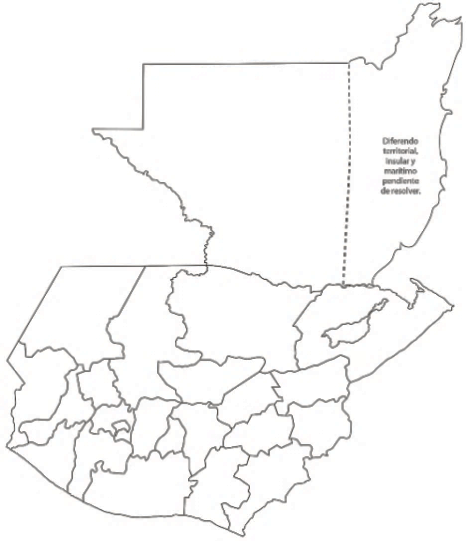 Diferendo
territorial,
insular y
marítimo
pendiente
de resolver.